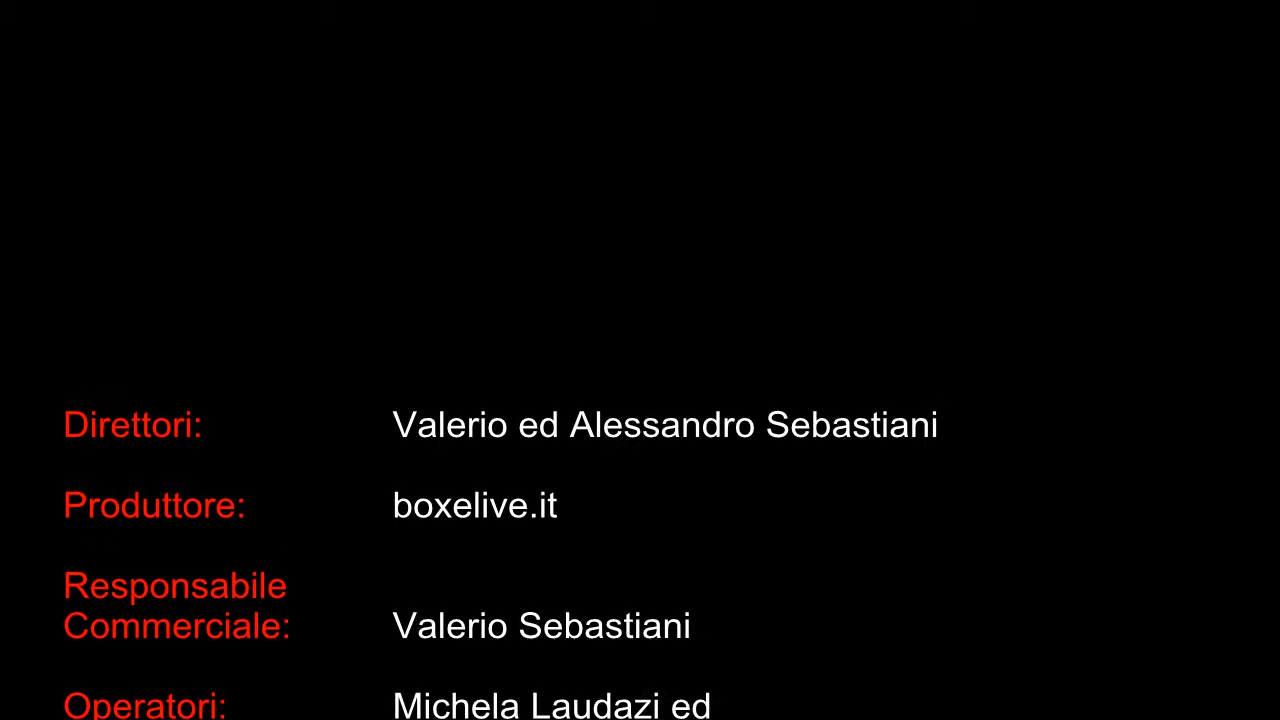 Direttori: Valerio ed Alessandro Sebastiani
Produttore: boxelive.it
Responsabile
Commerciale: Valerio Sebastiani
Operatori: Michela Laudazi ed